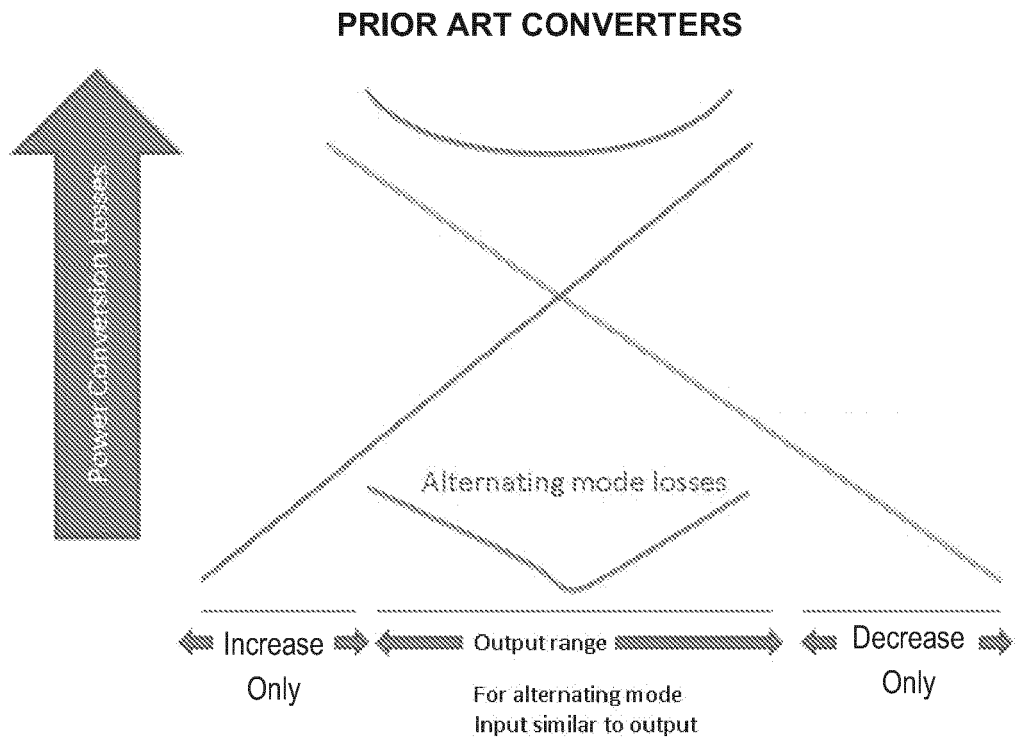 PRIOR ART CONVERTERS
Power Conversion Losses
Alternating mode losses
Increase
Only
Output range
Decrease
Only
For alternating mode
Input similar to output